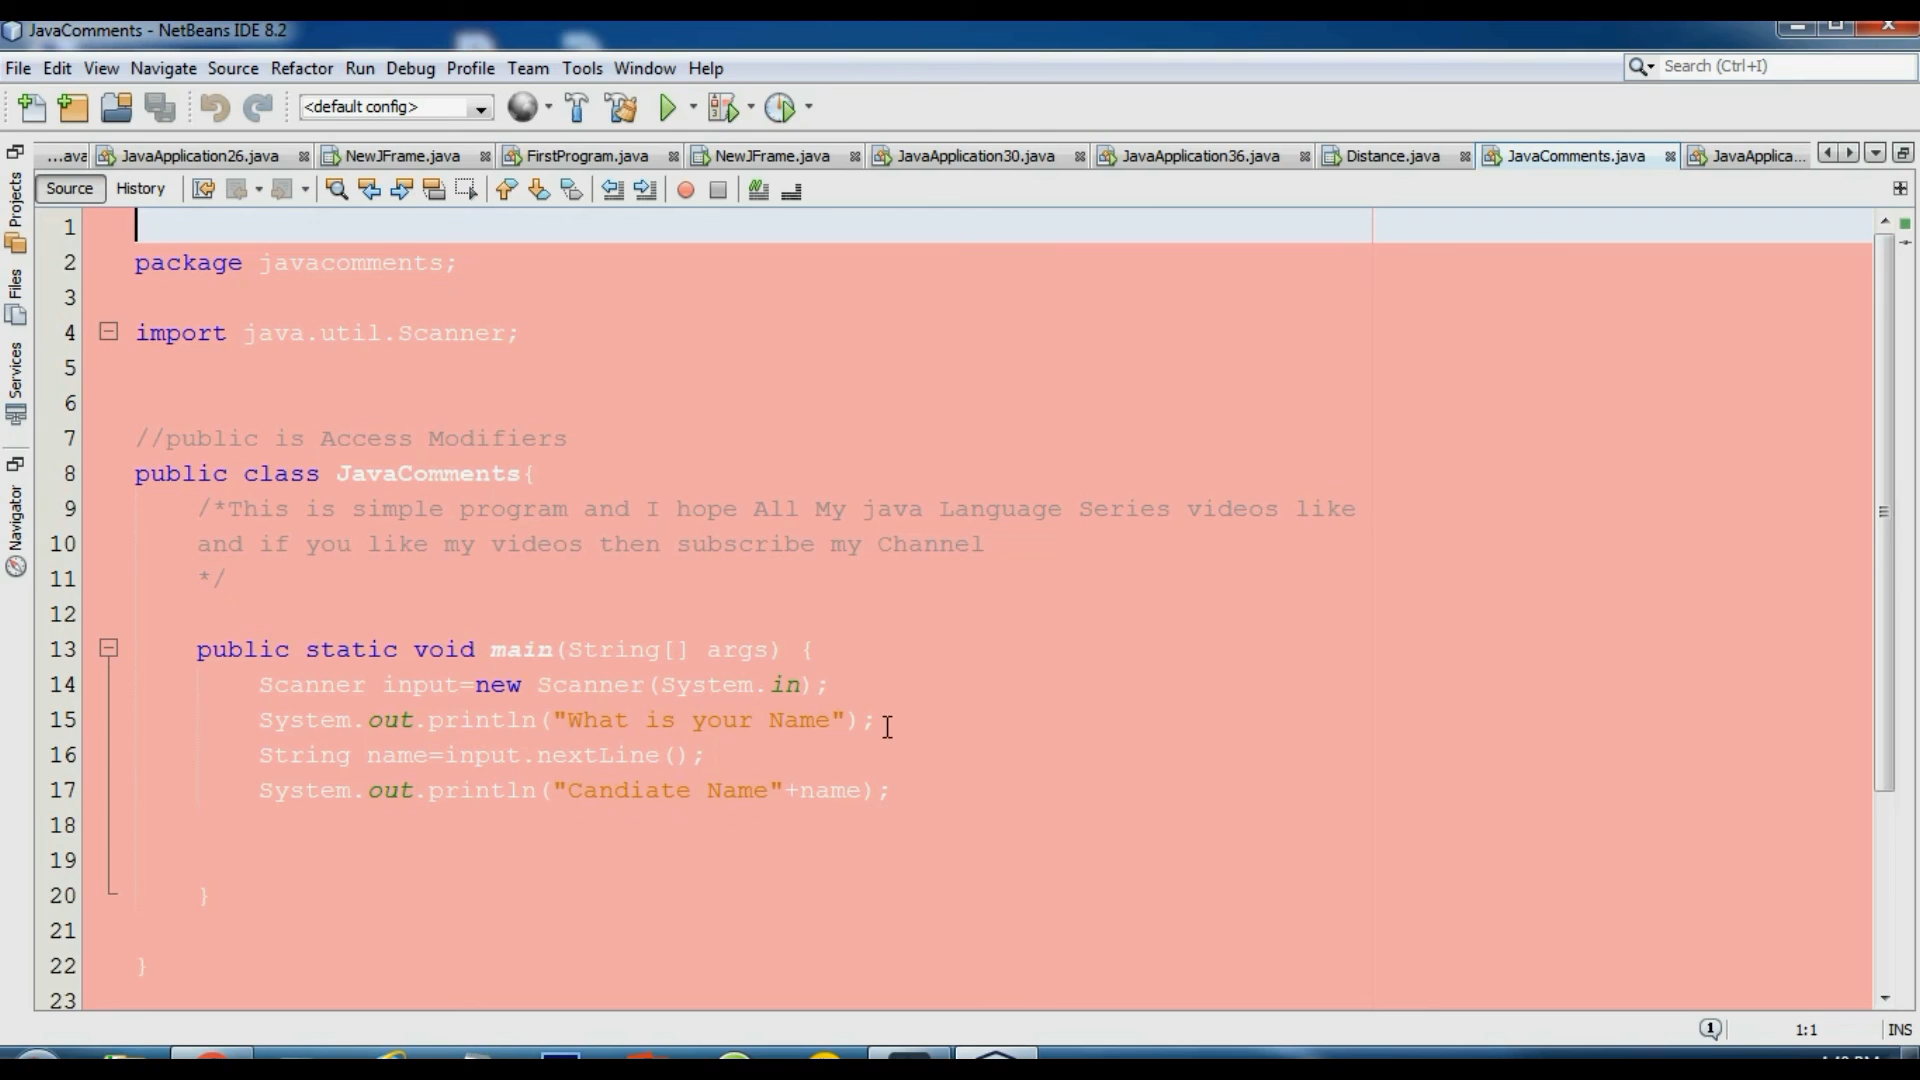 JavaComments - NetBeans IDE 8.2
File Edit View Navigate Source Refactor Run Debug Profile Team Tools Window Help
Search (Ctrl+I)
<default config>
...ava JavaApplication26.java NewJFrame.java FirstProgram.java NewJFrame.java JavaApplication30.java JavaApplication36.java Distance.java JavaComments.java JavaApplica...
Source History
Projects
Files
Services
Navigator
1
2 package javacomments;
3
4 import java.util.Scanner;
5
6
7 //public is Access Modifiers
8 public class JavaComments{
9 /*This is simple program and I hope All My java Language Series videos like
10 and if you like my videos then subscribe my Channel
11 */
12
13 public static void main(String[] args) {
14 Scanner input=new Scanner(System.in);
15 System.out.println("What is your Name");
16 String name=input.nextLine();
17 System.out.println("Candiate Name"+name);
18
19
20 }
21
22 }
23
1 1:1 INS